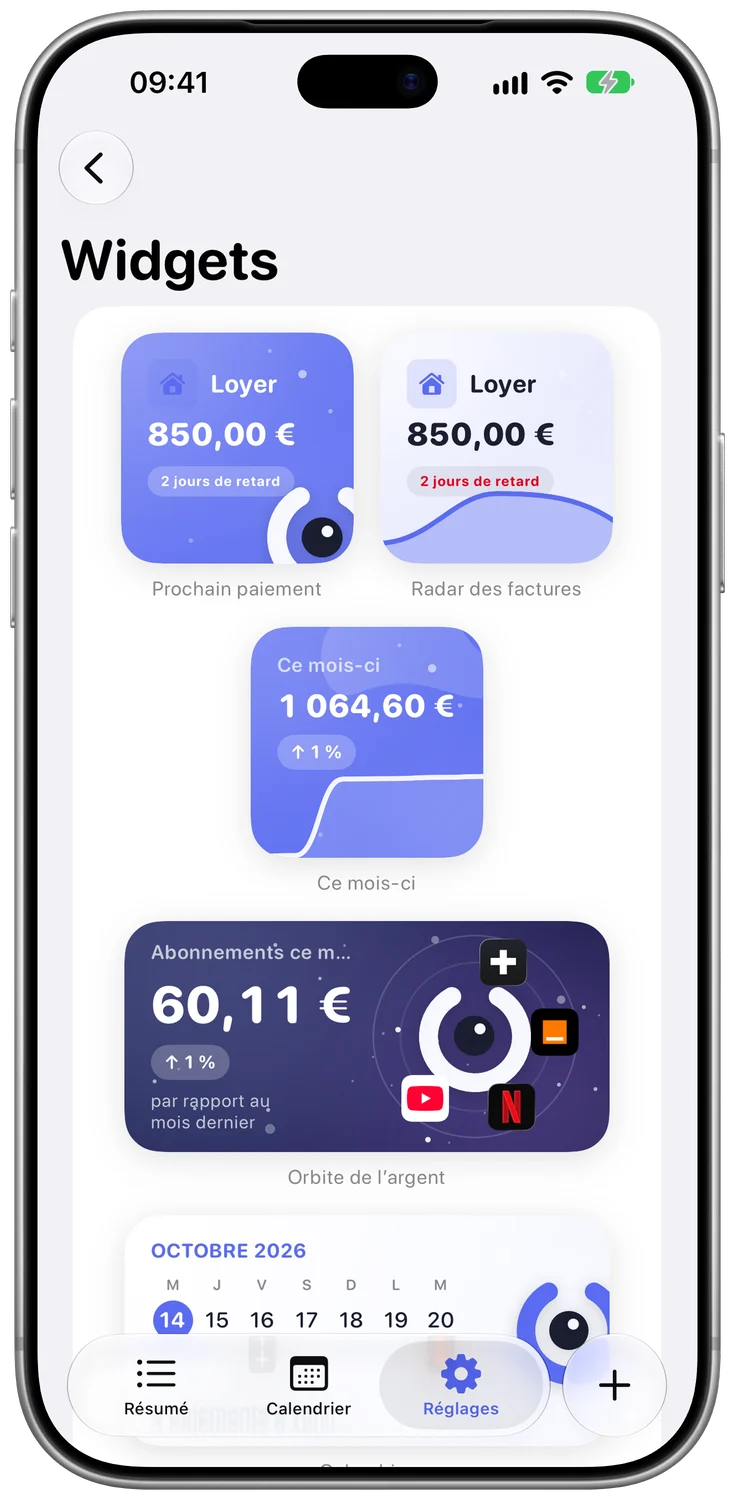 09:41
Widgets
Loyer
850,00 €
2 jours de retard
Loyer
850,00 €
2 jours de retard
Prochain paiement
Radar des factures
Ce mois-ci
1 064,60 €
↑ 1 %
Ce mois-ci
Abonnements ce m...
60,11 €
↑ 1 %
par rapport au
mois dernier
Orbite de l'argent
OCTOBRE 2026
M J V S D L M
14 15 16 17 18 19 20
Résumé
Calendrier
Réglages